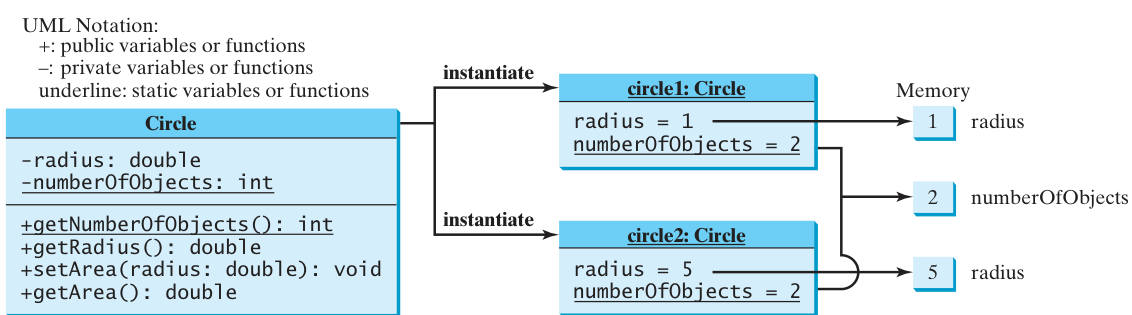 UML Notation:
+: public variables or functions
–: private variables or functions
underline: static variables or functions
Circle
-radius: double
-numberOfObjects: int
+getNumberOfObjects(): int
+getRadius(): double
+setArea(radius: double): void
+getArea(): double
instantiate
circle1: Circle
radius = 1
numberOfObjects = 2
instantiate
circle2: Circle
radius = 5
numberOfObjects = 2
Memory
1 radius
2 numberOfObjects
5 radius